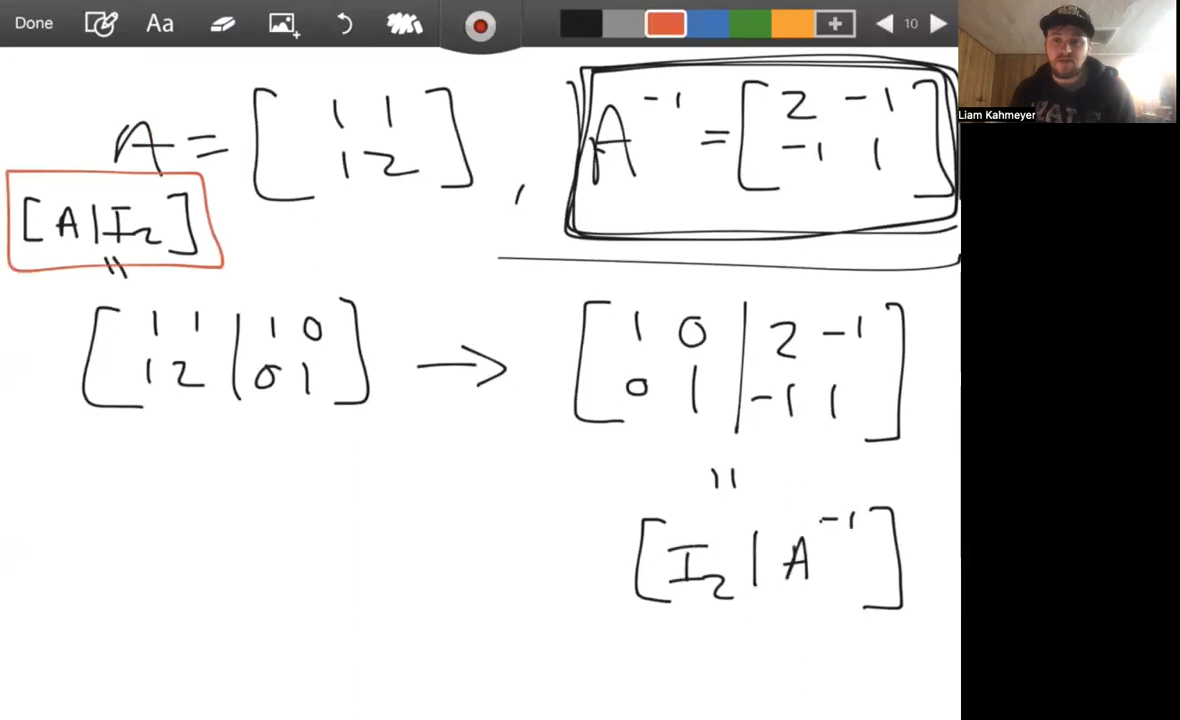 Done Aa 10
A = [ 1 1 , A⁻¹ = [ 2 -1
1 2 ] -1 1 ]
[A|I₂]
=
[ 1 1 | 1 0 → [ 1 0 | 2 -1
1 2 | 0 1 ] 0 1 | -1 1 ]
=
[I₂|A⁻¹]
Liam Kahmeyer